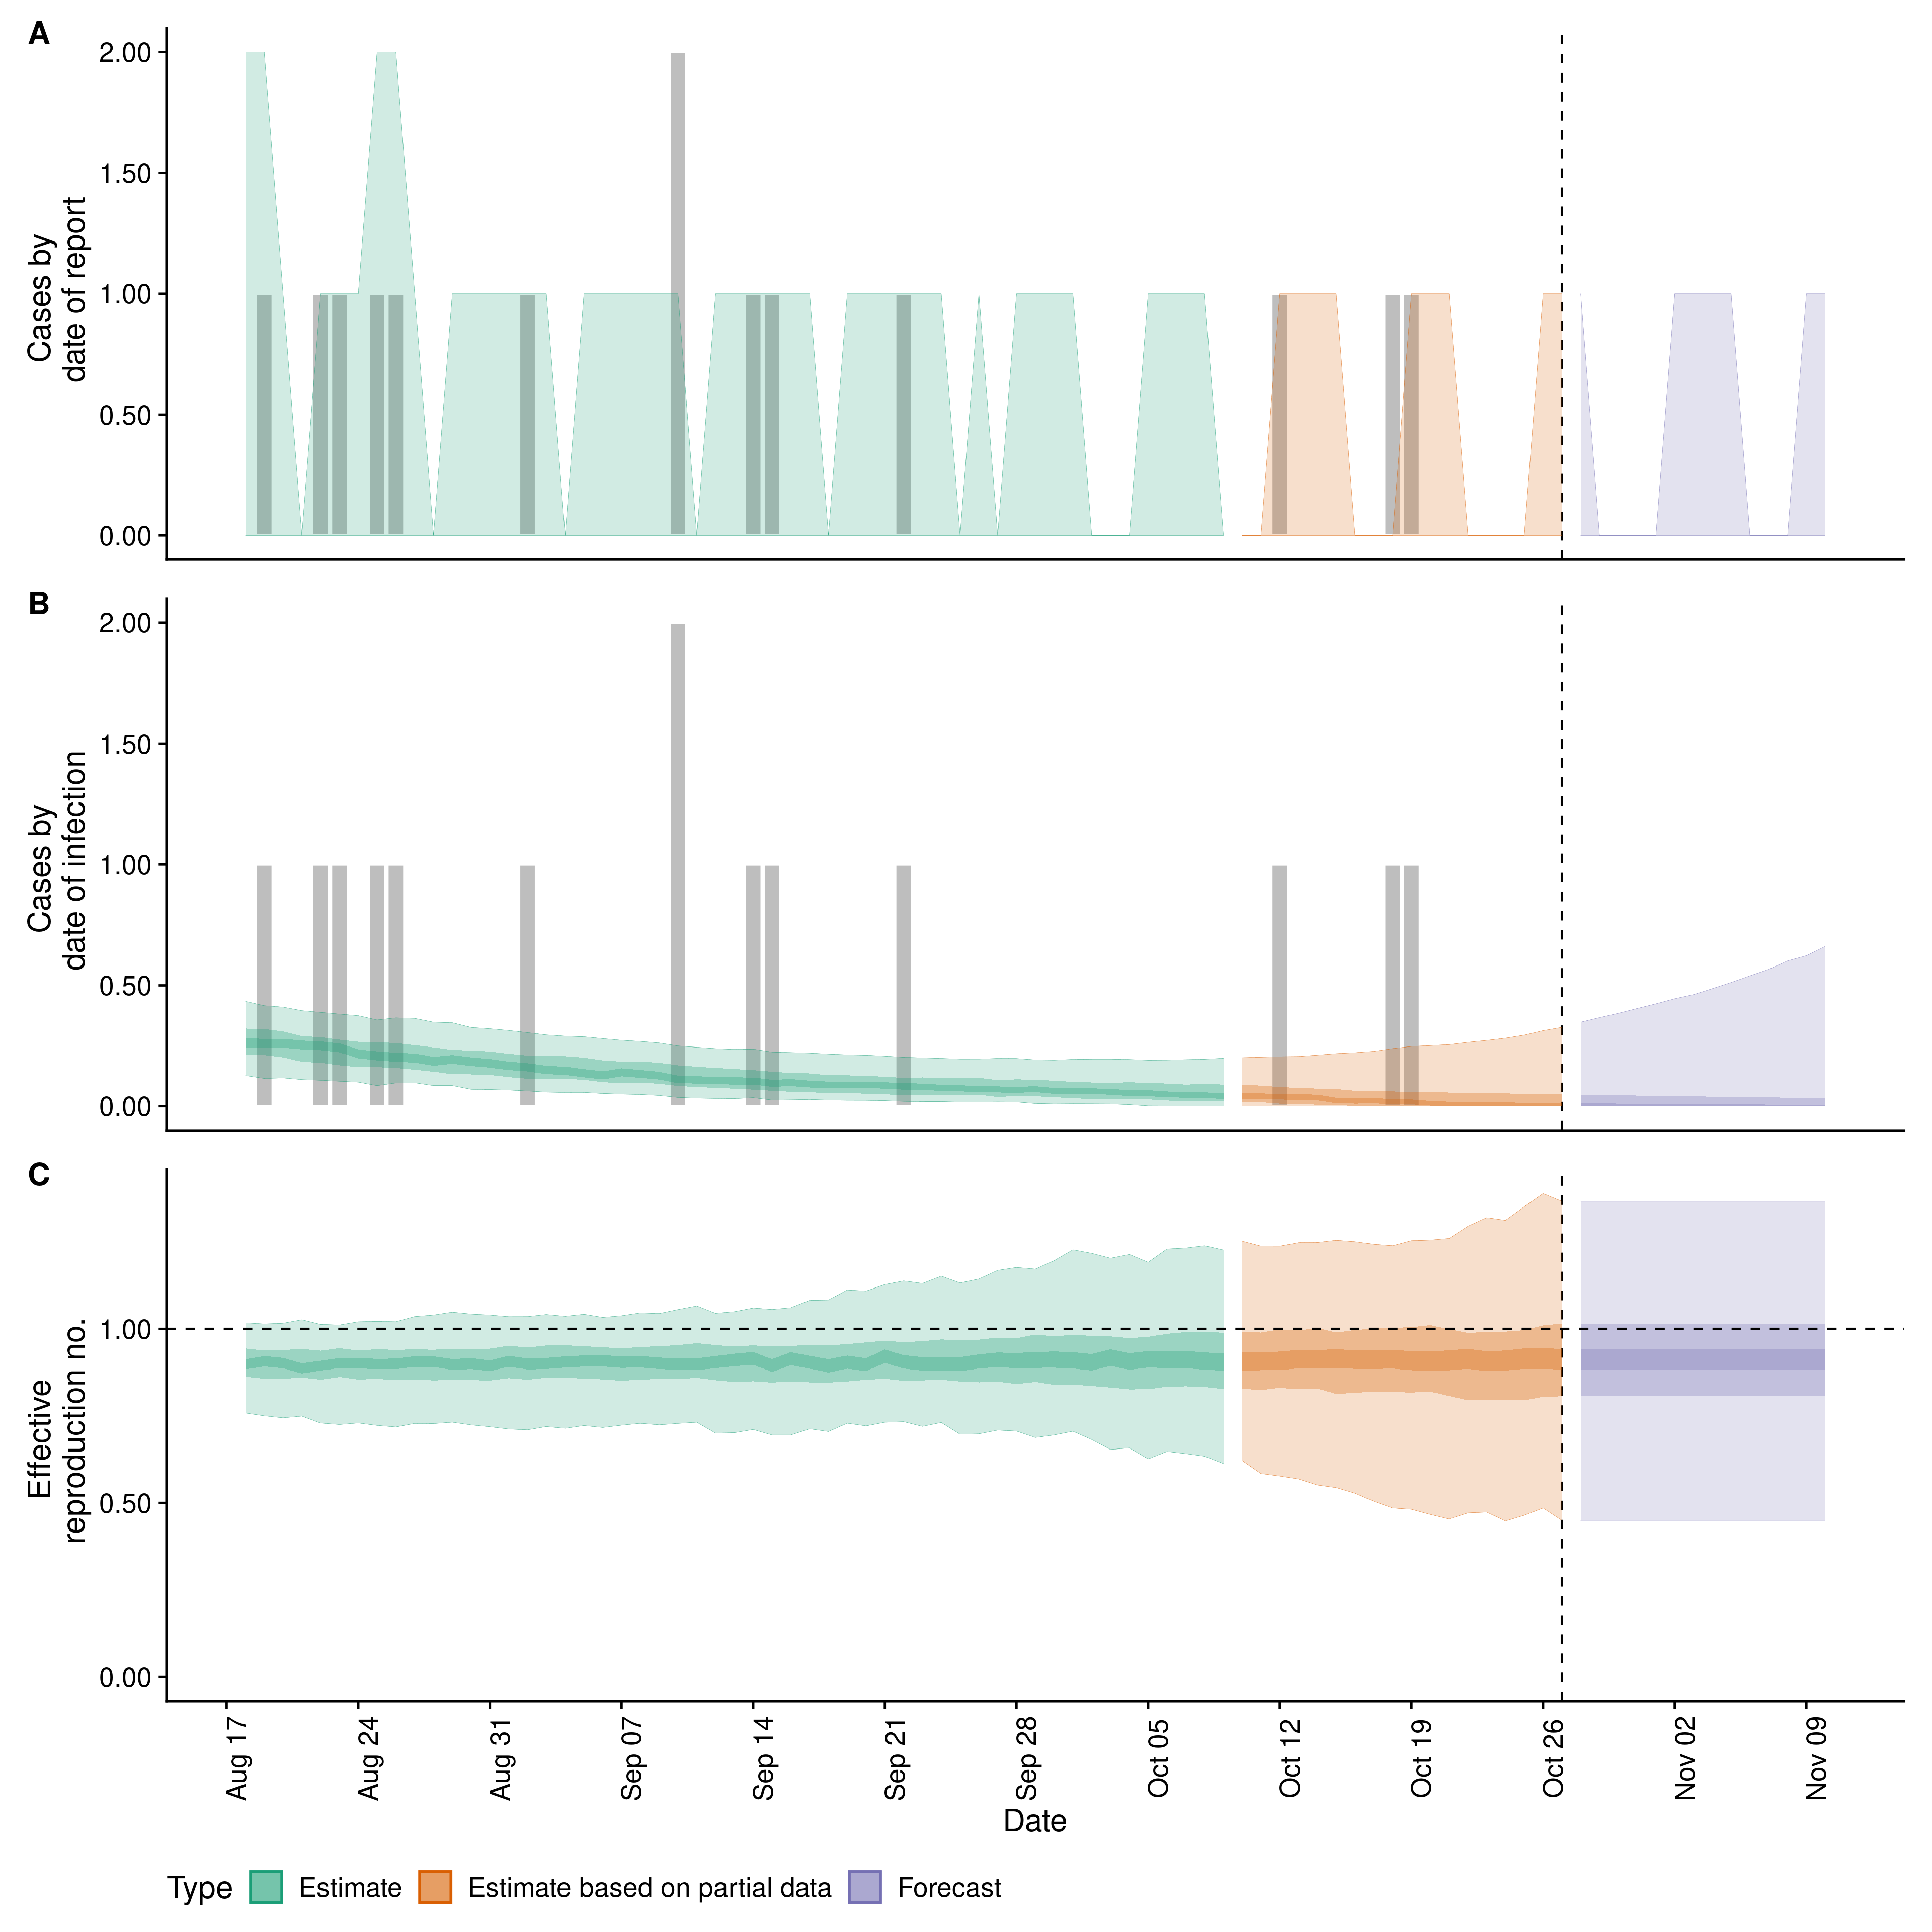 A
2.00
1.50
1.00
0.50
0.00
Cases by
date of report
B
2.00
1.50
1.00
0.50
0.00
Cases by
date of infection
C
1.00
0.50
0.00
Effective
reproduction no.
Aug 17
Aug 24
Aug 31
Sep 07
Sep 14
Sep 21
Sep 28
Oct 05
Oct 12
Oct 19
Oct 26
Nov 02
Nov 09
Date
Type Estimate Estimate based on partial data Forecast